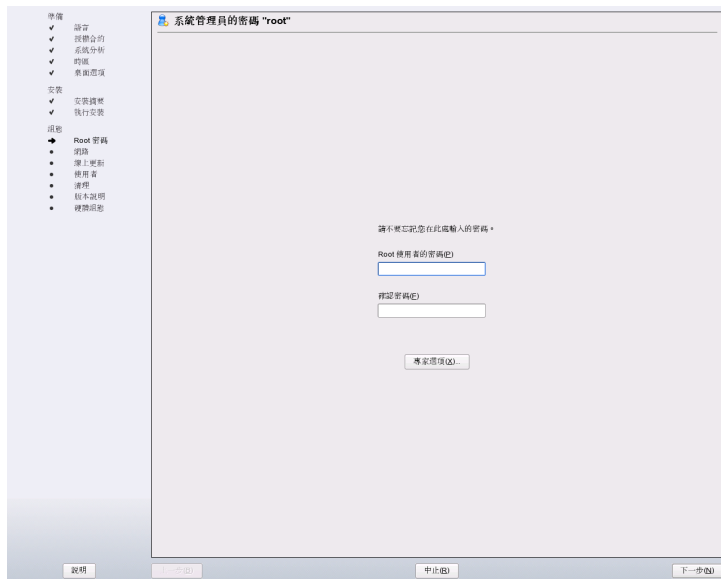 準備
語言
授權合約
系統分析
時區
桌面選項
安裝
安裝摘要
執行安裝
組態
Root 密碼
網路
線上更新
使用者
清理
版本說明
硬體組態
系統管理員的密碼 "root"
請不要忘記您在此處輸入的密碼。
Root 使用者的密碼(P)
確認密碼(F)
專家選項(X)...
說明
上一步(B)
中止(R)
下一步(N)